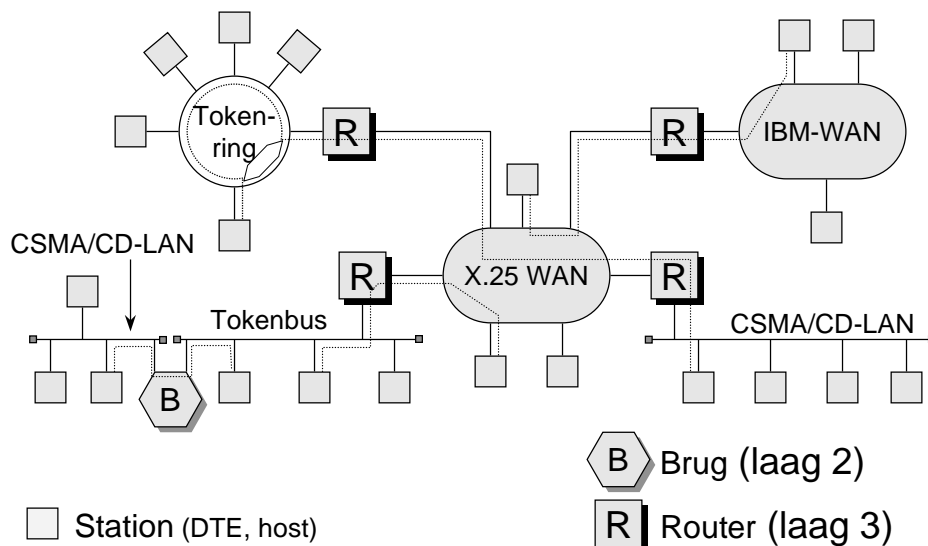 Token-
ring
R
R
IBM-WAN
CSMA/CD-LAN
R
X.25 WAN
R
Tokenbus
CSMA/CD-LAN
B
B Brug (laag 2)
Station (DTE, host)
R Router (laag 3)